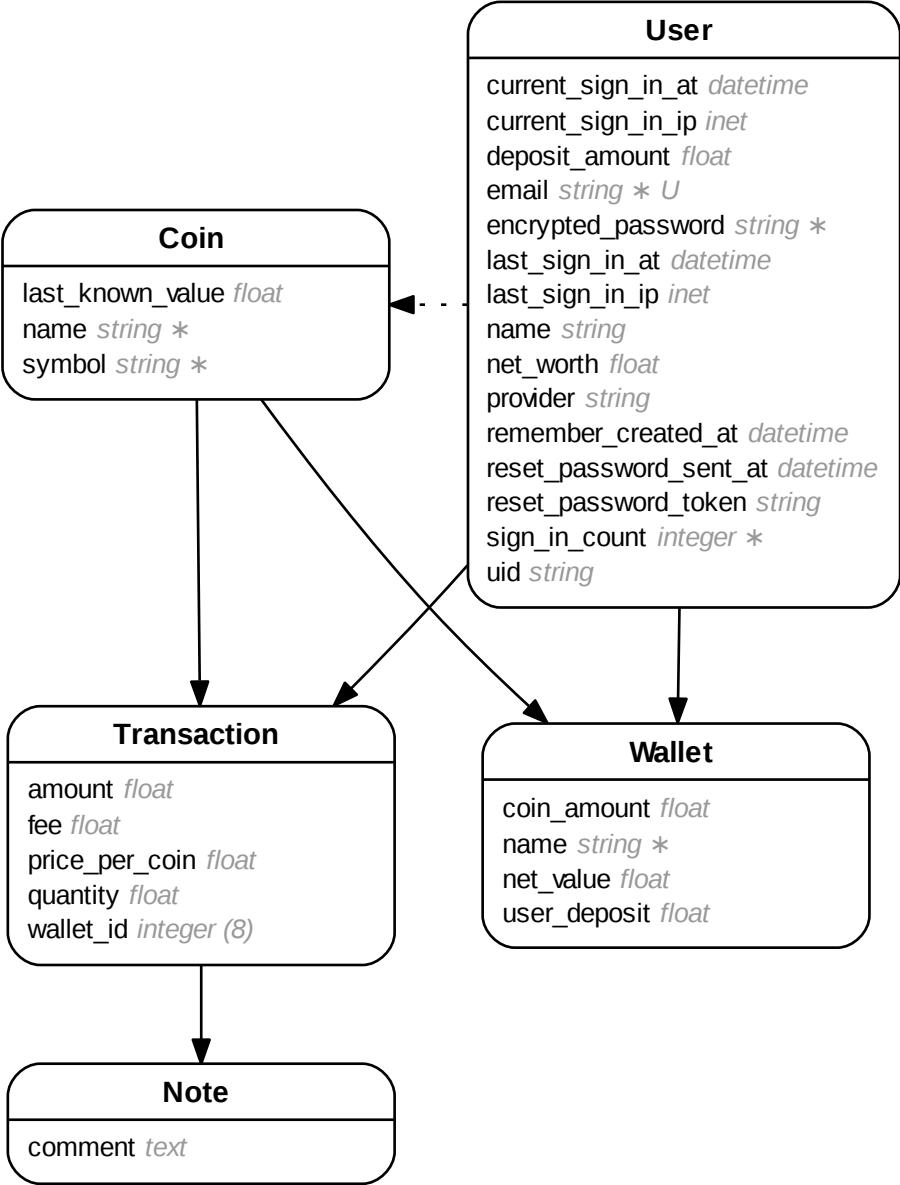 User
current_sign_in_at datetime
current_sign_in_ip inet
deposit_amount float
email string ∗ U
encrypted_password string ∗
last_sign_in_at datetime
last_sign_in_ip inet
name string
net_worth float
provider string
remember_created_at datetime
reset_password_sent_at datetime
reset_password_token string
sign_in_count integer ∗
uid string
Coin
last_known_value float
name string ∗
symbol string ∗
Transaction
amount float
fee float
price_per_coin float
quantity float
wallet_id integer (8)
Wallet
coin_amount float
name string ∗
net_value float
user_deposit float
Note
comment text